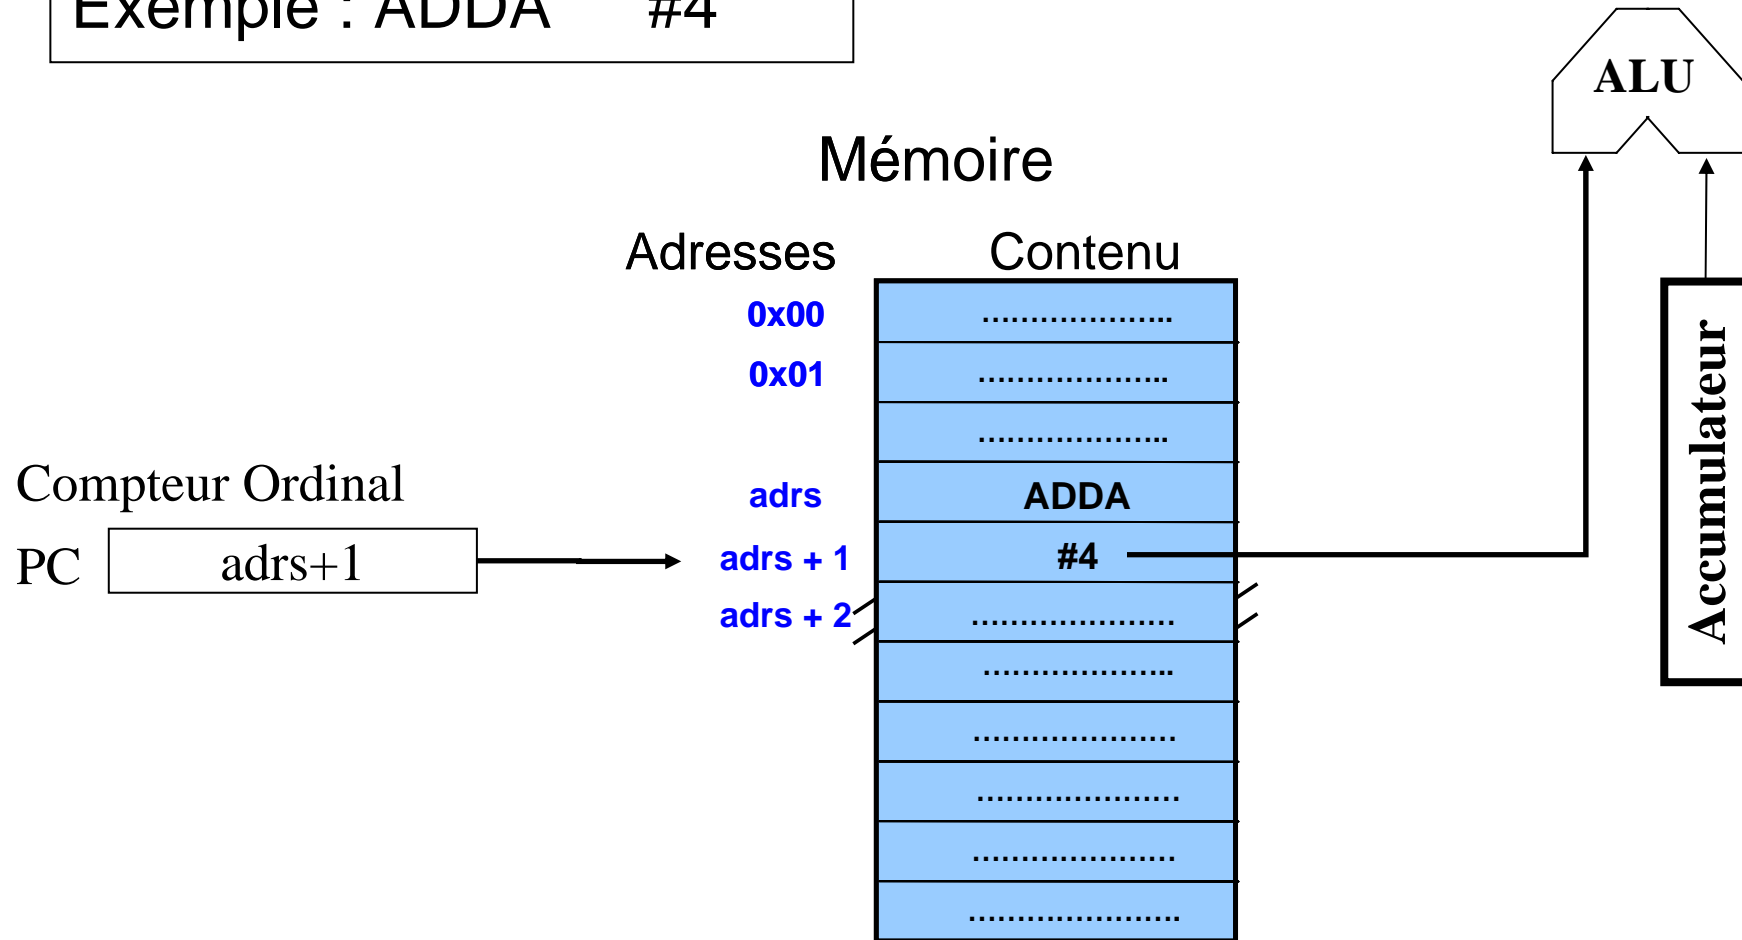 Exemple : ADDA #4
ALU
Mémoire
Adresses Contenu
0x00 ………………..
0x01 ………………..
………………..
Compteur Ordinal
adrs ADDA
PC adrs+1 adrs + 1 #4
adrs + 2 …………………
………………..
…………………
…………………
…………………
………………….
Accumulateur